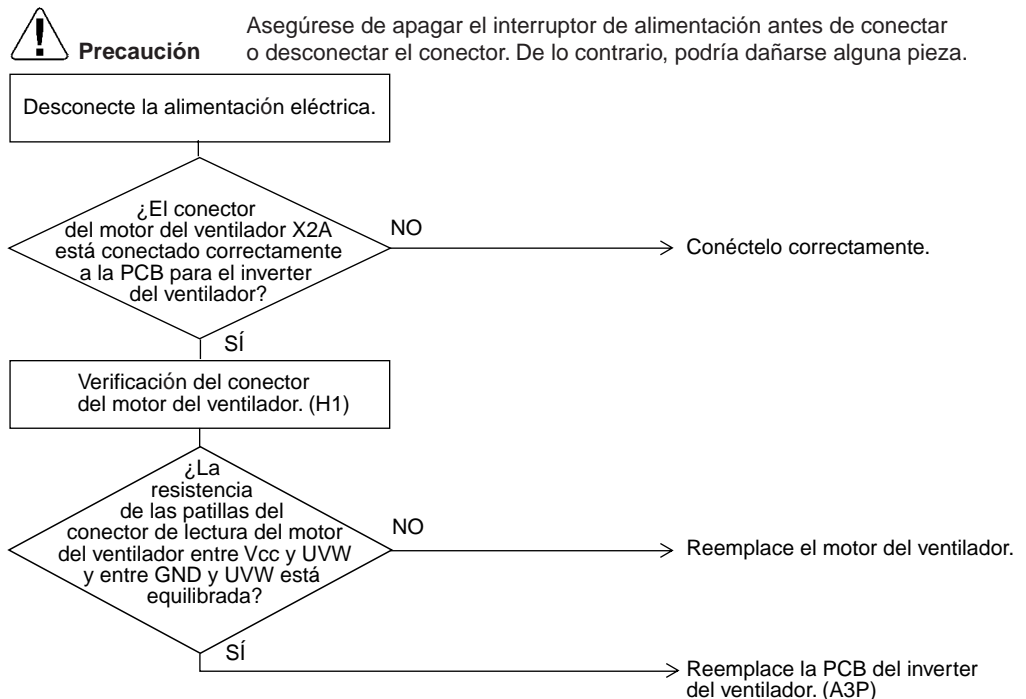 Precaución
Asegúrese de apagar el interruptor de alimentación antes de conectar
o desconectar el conector. De lo contrario, podría dañarse alguna pieza.
Desconecte la alimentación eléctrica.
¿El conector
del motor del ventilador X2A
está conectado correctamente
a la PCB para el inverter
del ventilador?
NO
Conéctelo correctamente.
SÍ
Verificación del conector
del motor del ventilador. (H1)
¿La
resistencia
de las patillas del
conector de lectura del motor
del ventilador entre Vcc y UVW
y entre GND y UVW está
equilibrada?
NO
Reemplace el motor del ventilador.
SÍ
Reemplace la PCB del inverter
del ventilador. (A3P)